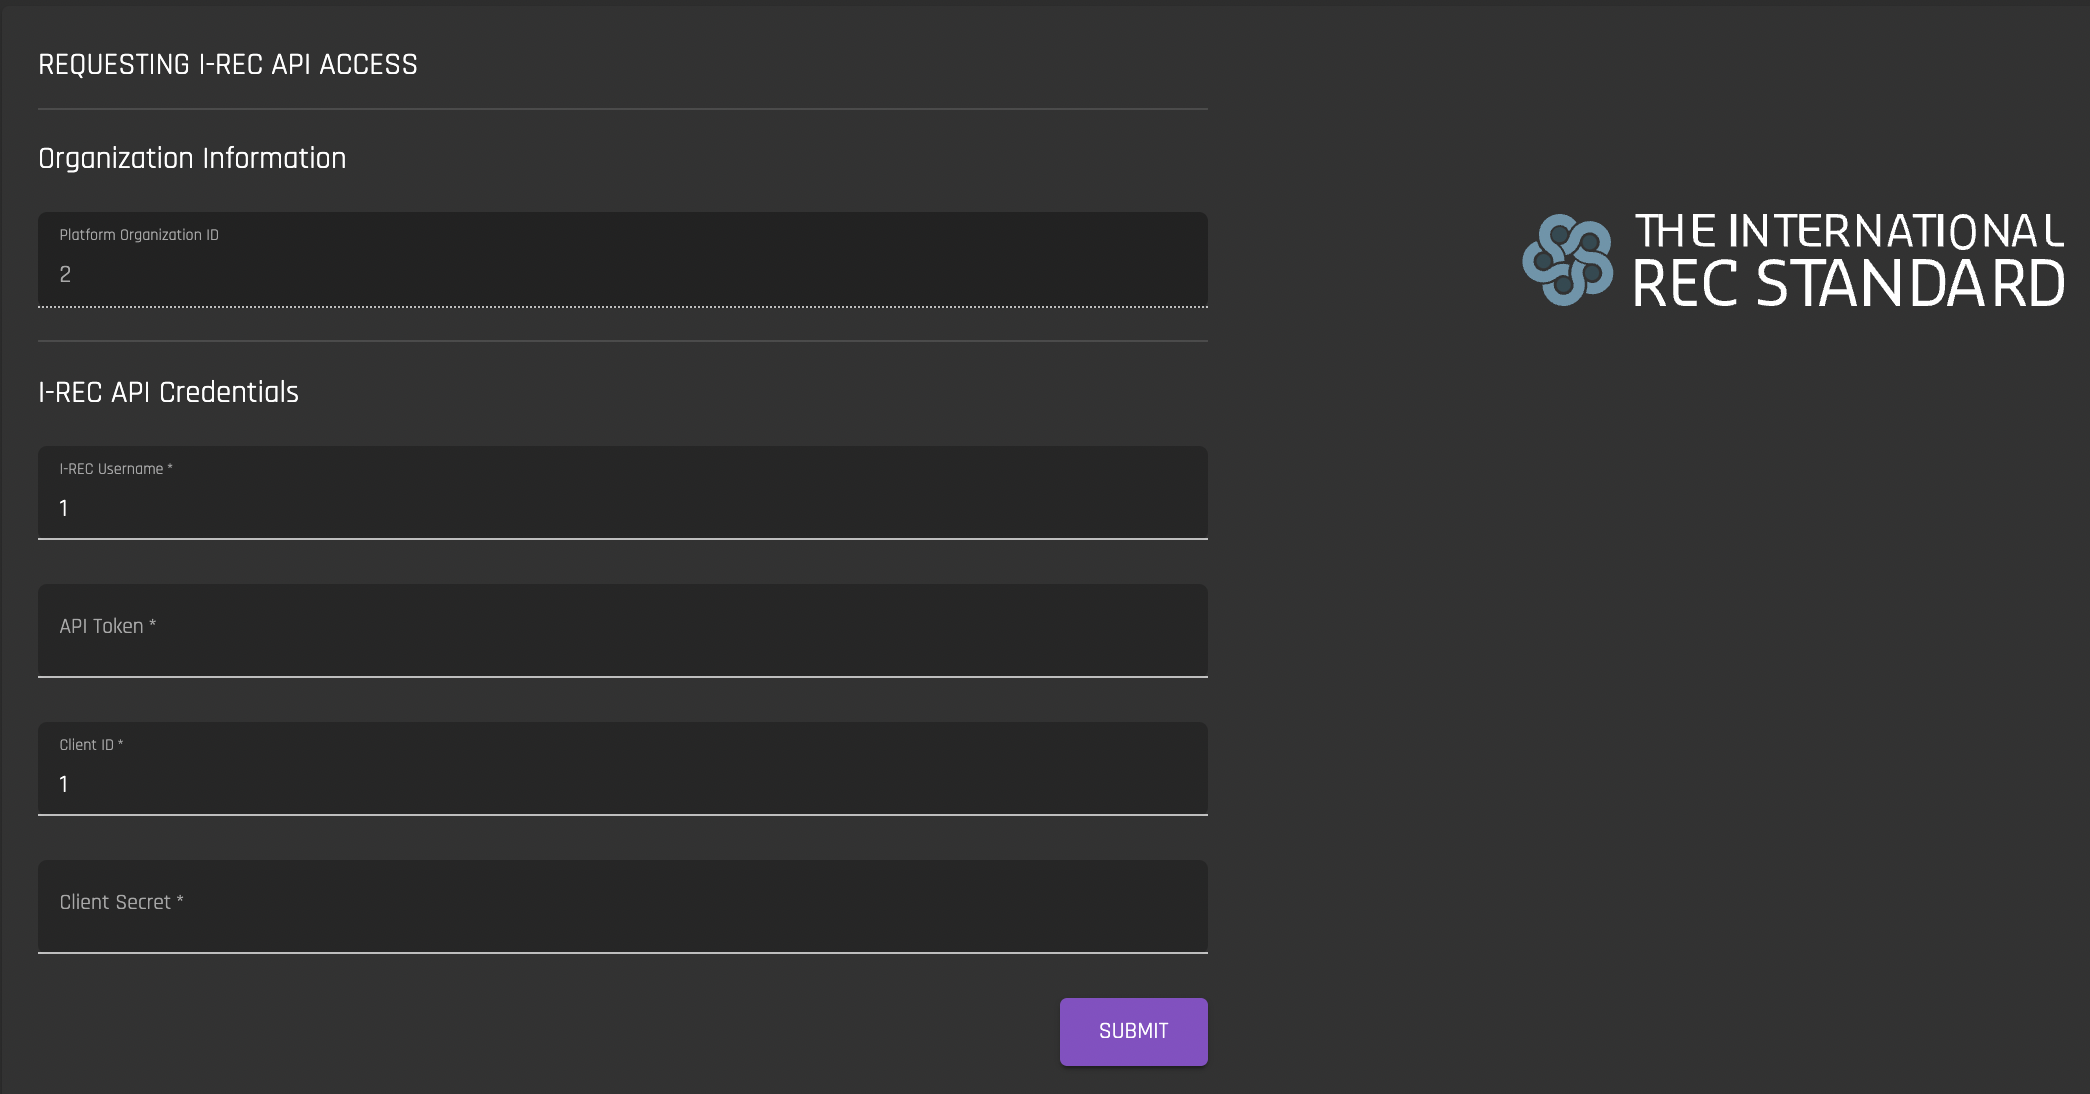 REQUESTING I-REC API ACCESS
Organization Information
Platform Organization ID
2
THE INTERNATIONAL
REC STANDARD
I-REC API Credentials
I-REC Username *
1
API Token *
Client ID *
1
Client Secret *
SUBMIT